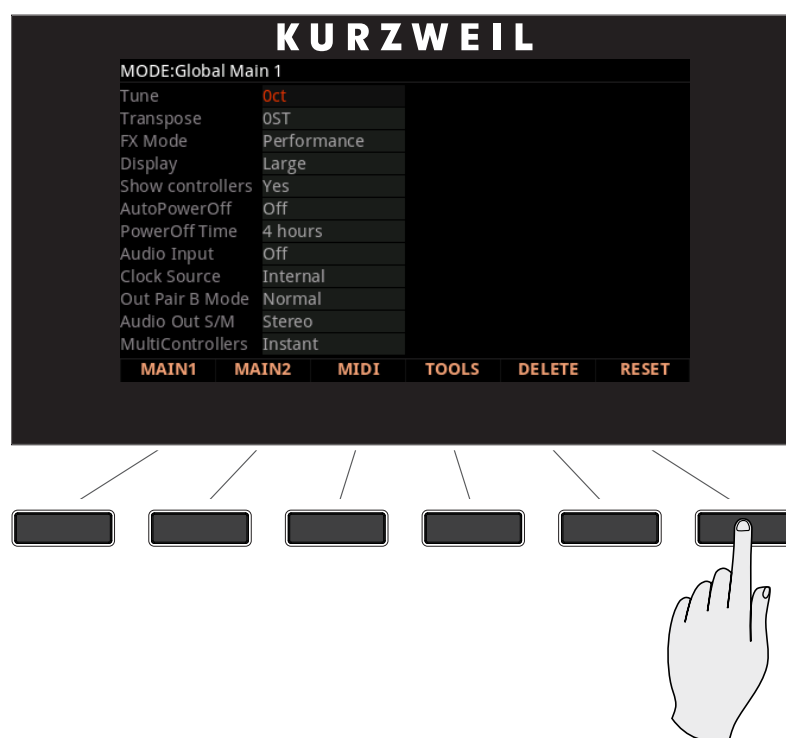 KURZWEIL
MODE:Global Main 1
Tune 0ct
Transpose 0ST
FX Mode Performance
Display Large
Show controllers Yes
AutoPowerOff Off
PowerOff Time 4 hours
Audio Input Off
Clock Source Internal
Out Pair B Mode Normal
Audio Out S/M Stereo
MultiControllers Instant
MAIN1 MAIN2 MIDI TOOLS DELETE RESET